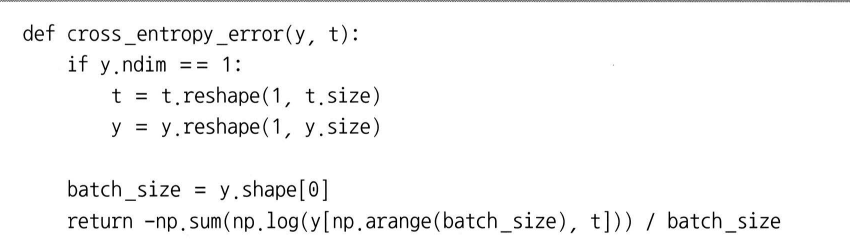 def cross_entropy_error(y, t):
    if y.ndim == 1:
        t = t.reshape(1, t.size)
        y = y.reshape(1, y.size)

    batch_size = y.shape[0]
    return -np.sum(np.log(y[np.arange(batch_size), t])) / batch_size